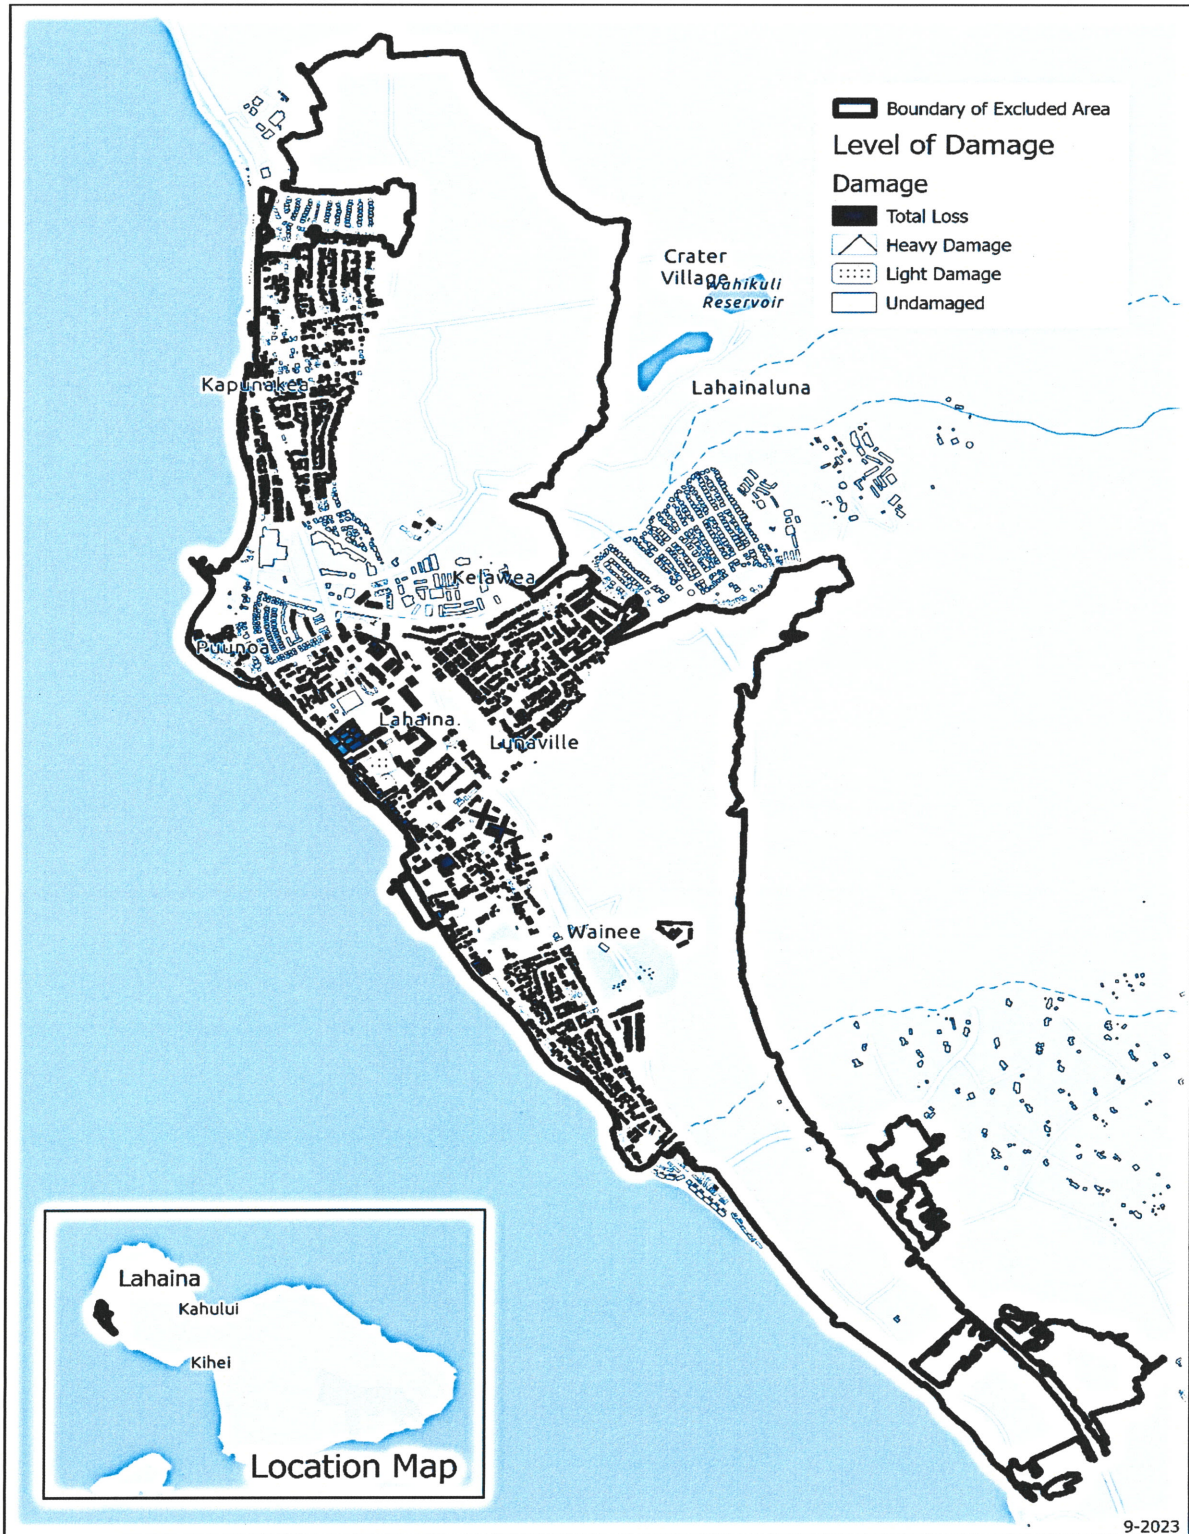 Boundary of Excluded Area
Level of Damage
Damage
Total Loss
Heavy Damage
Light Damage
Undamaged
Crater
Village
Wahikuli
Reservoir
Lahainaluna
Kapunakea
Kelawea
Puunoa
Lahaina
Lunaville
Wainee
Lahaina
Kahului
Kihei
Location Map
9-2023